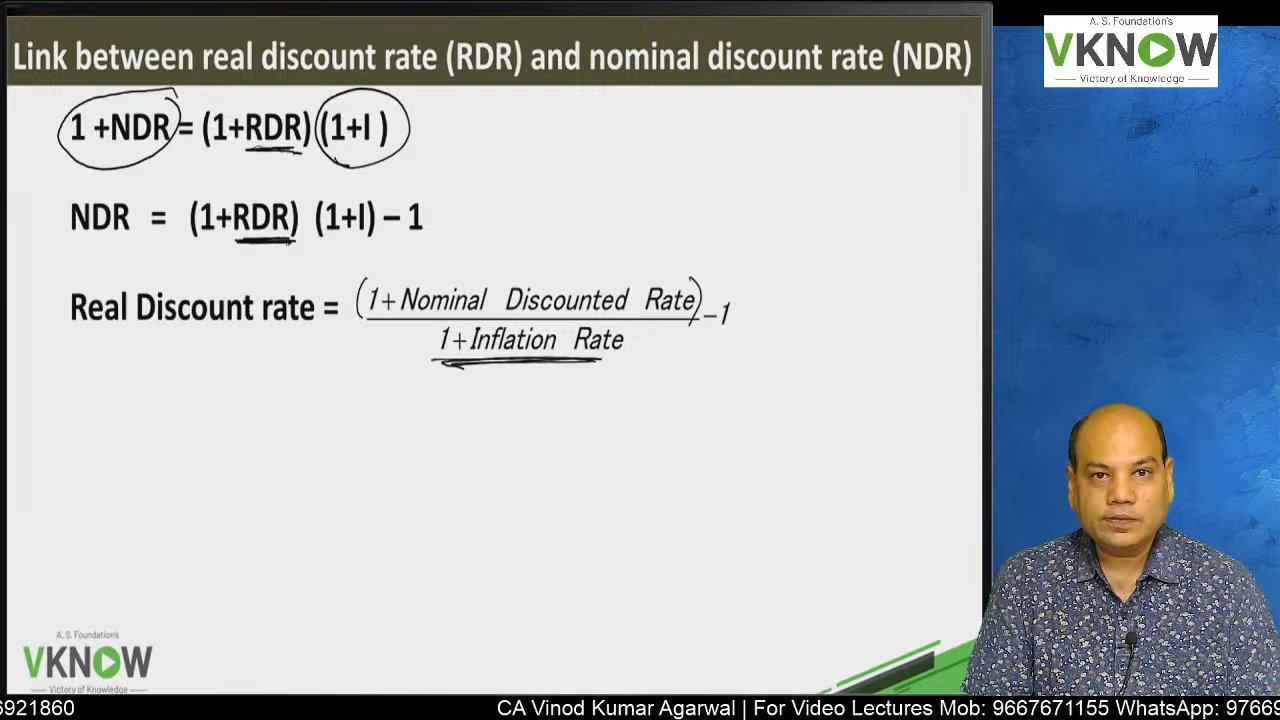 Link between real discount rate (RDR) and nominal discount rate (NDR)
A. S. Foundation's
VKNOW
Victory of Knowledge
1 +NDR = (1+RDR) (1+I )
NDR = (1+RDR) (1+I) – 1
Real Discount rate = (1+Nominal Discounted Rate) –1
1+Inflation Rate
A. S. Foundation's
VKNOW
Victory of Knowledge
6921860 CA Vinod Kumar Agarwal | For Video Lectures Mob: 9667671155 WhatsApp: 97669